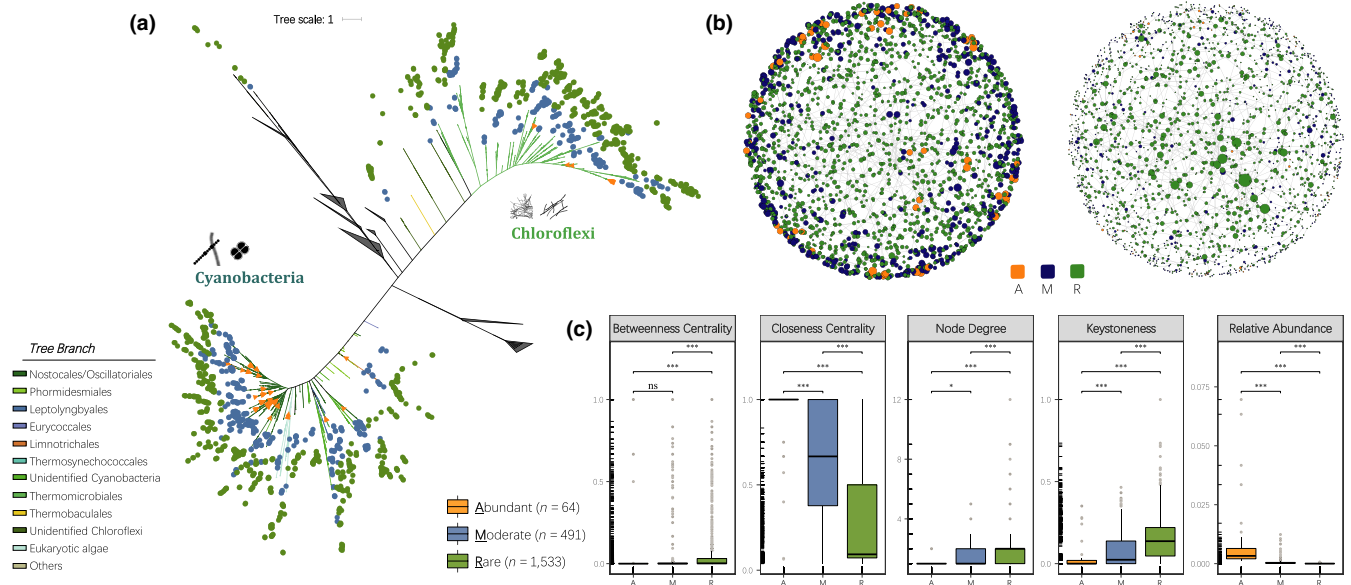 (a)
Tree scale: 1
Chloroflexi
Cyanobacteria
Tree Branch
Nostocales/Oscillatoriales
Phormidesmiales
Leptolyngbyales
Eurycoccales
Limnotrichales
Thermosynechococcales
Unidentified Cyanobacteria
Thermomicrobiales
Thermobaculales
Unidentified Chloroflexi
Eukaryotic algae
Others
Abundant (n = 64)
Moderate (n = 491)
Rare (n = 1,533)
(b)
A M R
(c)
Betweenness Centrality
***
***
ns
1.0
0.5
0.0
A M R
Closeness Centrality
***
***
***
1.0
0.5
0.0
A M R
Node Degree
***
***
*
12
8
4
A M R
Keystoneness
***
***
***
1.0
0.5
0.0
A M R
Relative Abundance
***
***
***
0.075
0.050
0.025
0.000
A M R